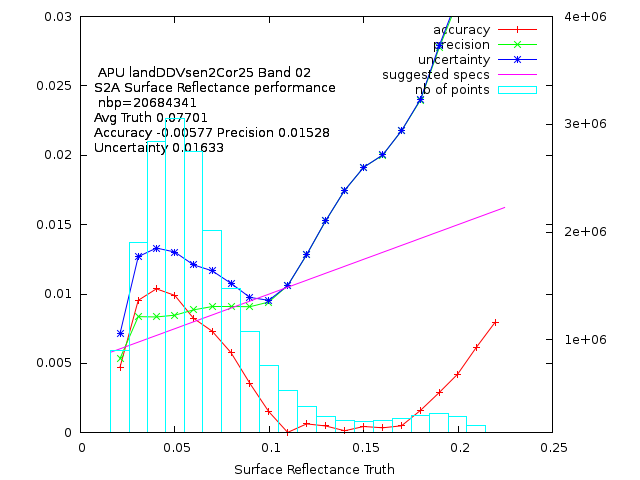 0.03
0.025
0.02
0.015
0.01
0.005
0
4e+06
3e+06
2e+06
1e+06
0
0.05
0.1
0.15
0.2
0.25
Surface Reflectance Truth
accuracy
precision
uncertainty
suggested specs
no of points
APU landDDVsen2Cor25 Band 02
S2A Surface Reflectance performance
nbp=20684341
Avg Truth 0.07701
Accuracy -0.00577 Precision 0.01528
Uncertainty 0.01633